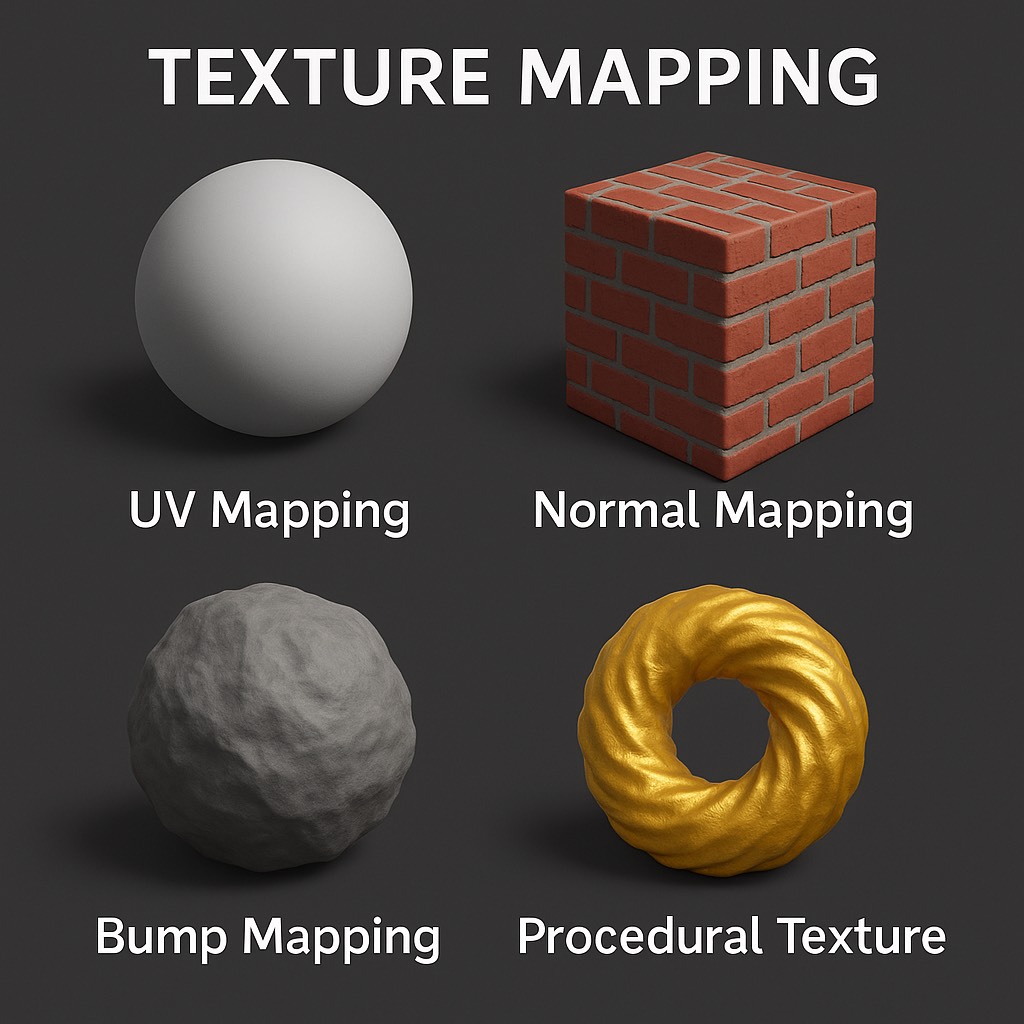 TEXTURE MAPPING
UV Mapping
Normal Mapping
Bump Mapping
Procedural Texture